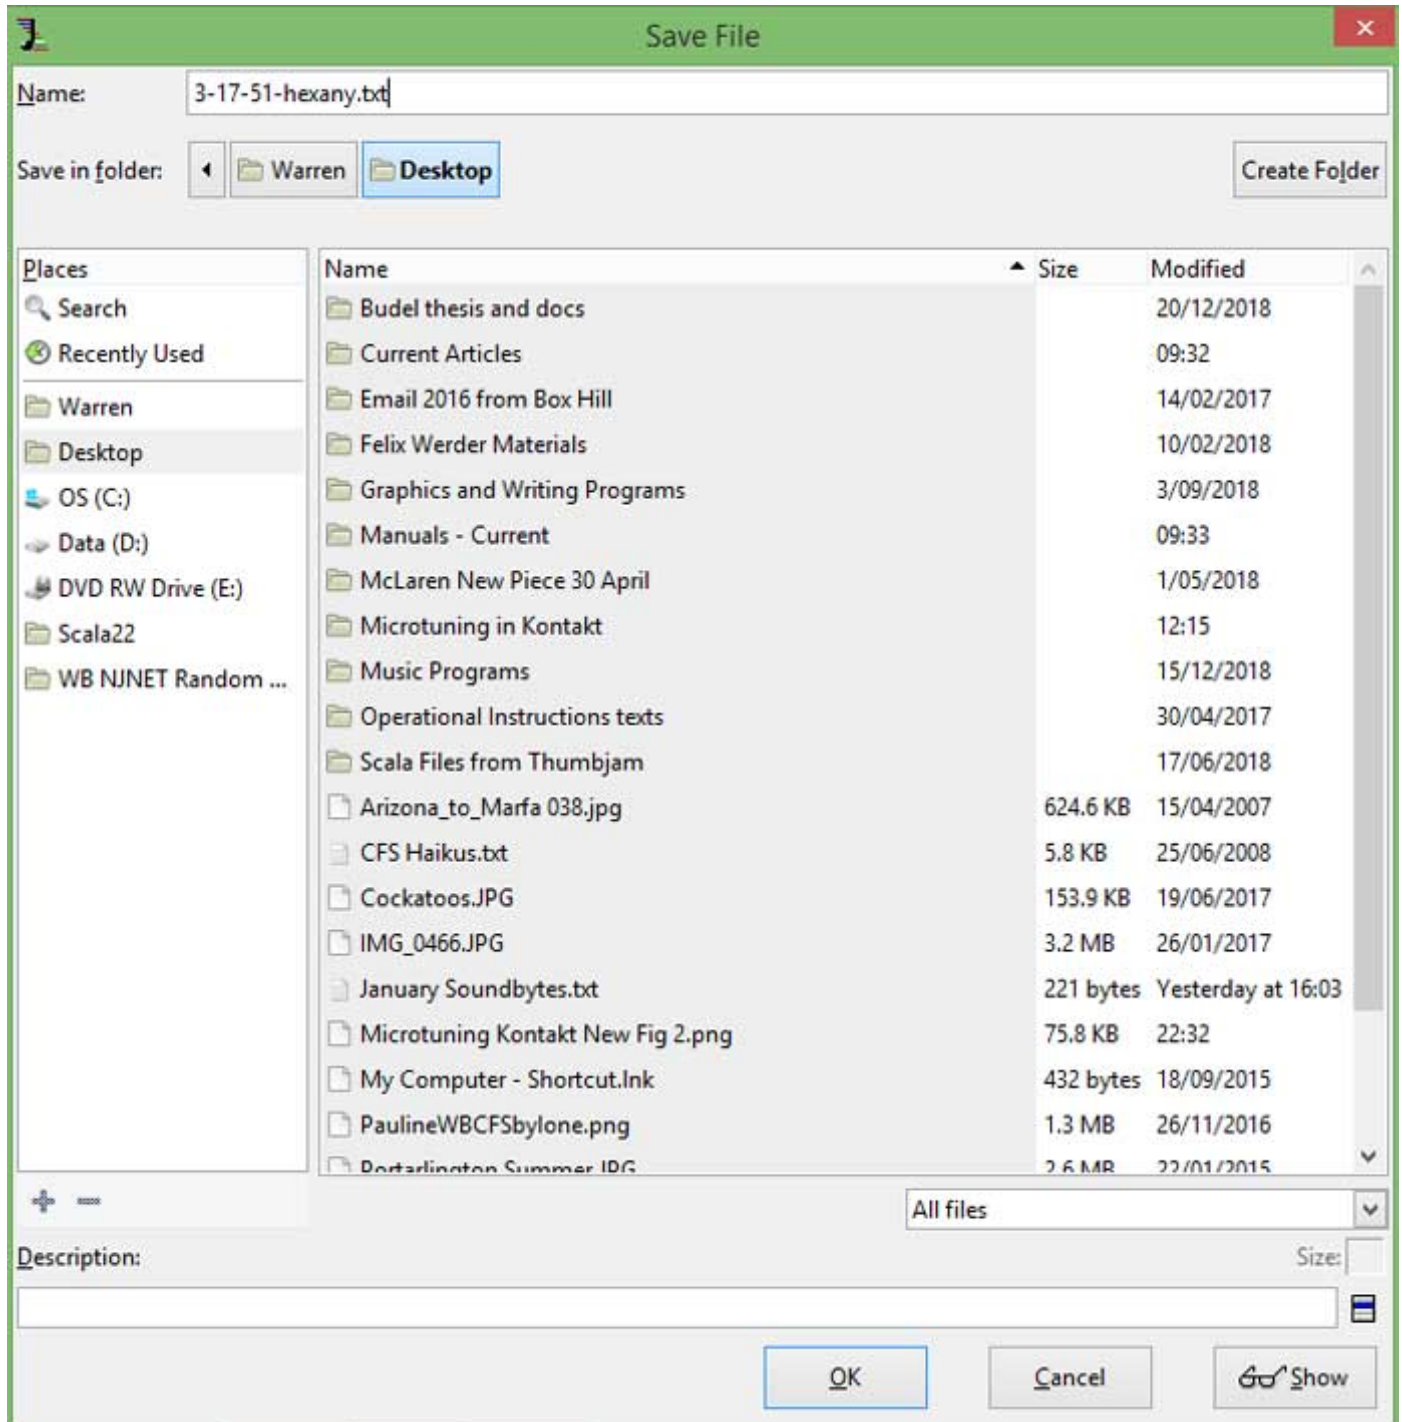 Save File
Name: 3-17-51-hexany.txt
Save in folder: Warren Desktop Create Folder
Places
Search
Recently Used
Warren
Desktop
OS (C:)
Data (D:)
DVD RW Drive (E:)
Scala22
WB NJNET Random ...
Name Size Modified
Budel thesis and docs 20/12/2018
Current Articles 09:32
Email 2016 from Box Hill 14/02/2017
Felix Werder Materials 10/02/2018
Graphics and Writing Programs 3/09/2018
Manuals - Current 09:33
McLaren New Piece 30 April 1/05/2018
Microtuning in Kontakt 12:15
Music Programs 15/12/2018
Operational Instructions texts 30/04/2017
Scala Files from Thumbjam 17/06/2018
Arizona_to_Marfa 038.jpg 624.6 KB 15/04/2007
CFS Haikus.txt 5.8 KB 25/06/2008
Cockatoos.JPG 153.9 KB 19/06/2017
IMG_0466.JPG 3.2 MB 26/01/2017
January Soundbytes.txt 221 bytes Yesterday at 16:03
Microtuning Kontakt New Fig 2.png 75.8 KB 22:32
My Computer - Shortcut.lnk 432 bytes 18/09/2015
PaulineWBCFSbylone.png 1.3 MB 26/11/2016
Portarlington Summer.JPG 2.6 MB 22/01/2015
All files
Description: Size:
OK Cancel Show